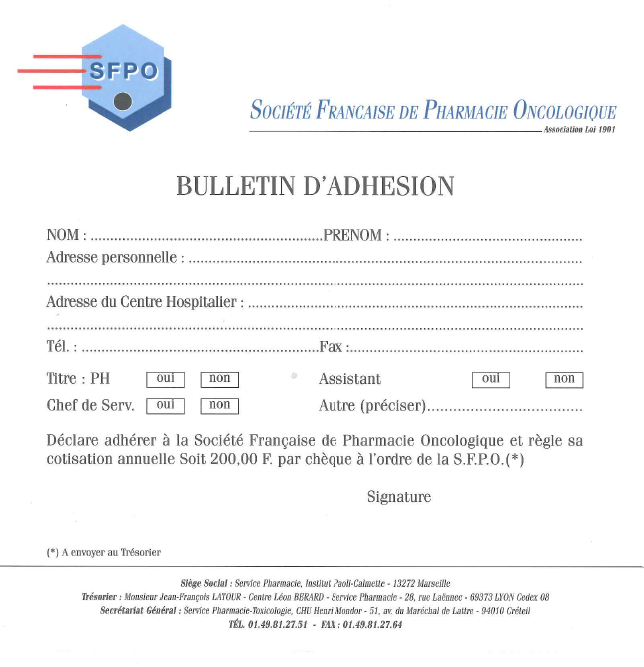 SFPO
SOCIÉTÉ FRANCAISE DE PHARMACIE ONCOLOGIQUE
Association Loi 1901
BULLETIN D'ADHESION
NOM : ..................................................PRENOM : ........................................
Adresse personnelle : ....................................................................................
....................................................................................................................
Adresse du Centre Hospitalier : ........................................................................
....................................................................................................................
Tél. : ...................................................Fax :..................................................
Titre : PH oui non Assistant oui non
Chef de Serv. oui non Autre (préciser)...................................
Déclare adhérer à la Société Française de Pharmacie Oncologique et règle sa
cotisation annuelle Soit 200,00 F. par chèque à l'ordre de la S.F.P.O.(*)
Signature
(*) A envoyer au Trésorier
Siège Social : Service Pharmacie, Institut Paoli-Calmette - 13272 Marseille
Trésorier : Monsieur Jean-François LATOUR - Centre Léon BERARD - Service Pharmacie - 28, rue Laënnec - 69373 LYON Cedex 08
Secrétariat Général : Service Pharmacie-Toxicologie, CHU Henri Mondor - 51, av. du Maréchal de Lattre - 94010 Créteil
TÉL. 01.49.81.27.51 - FAX : 01.49.81.27.64